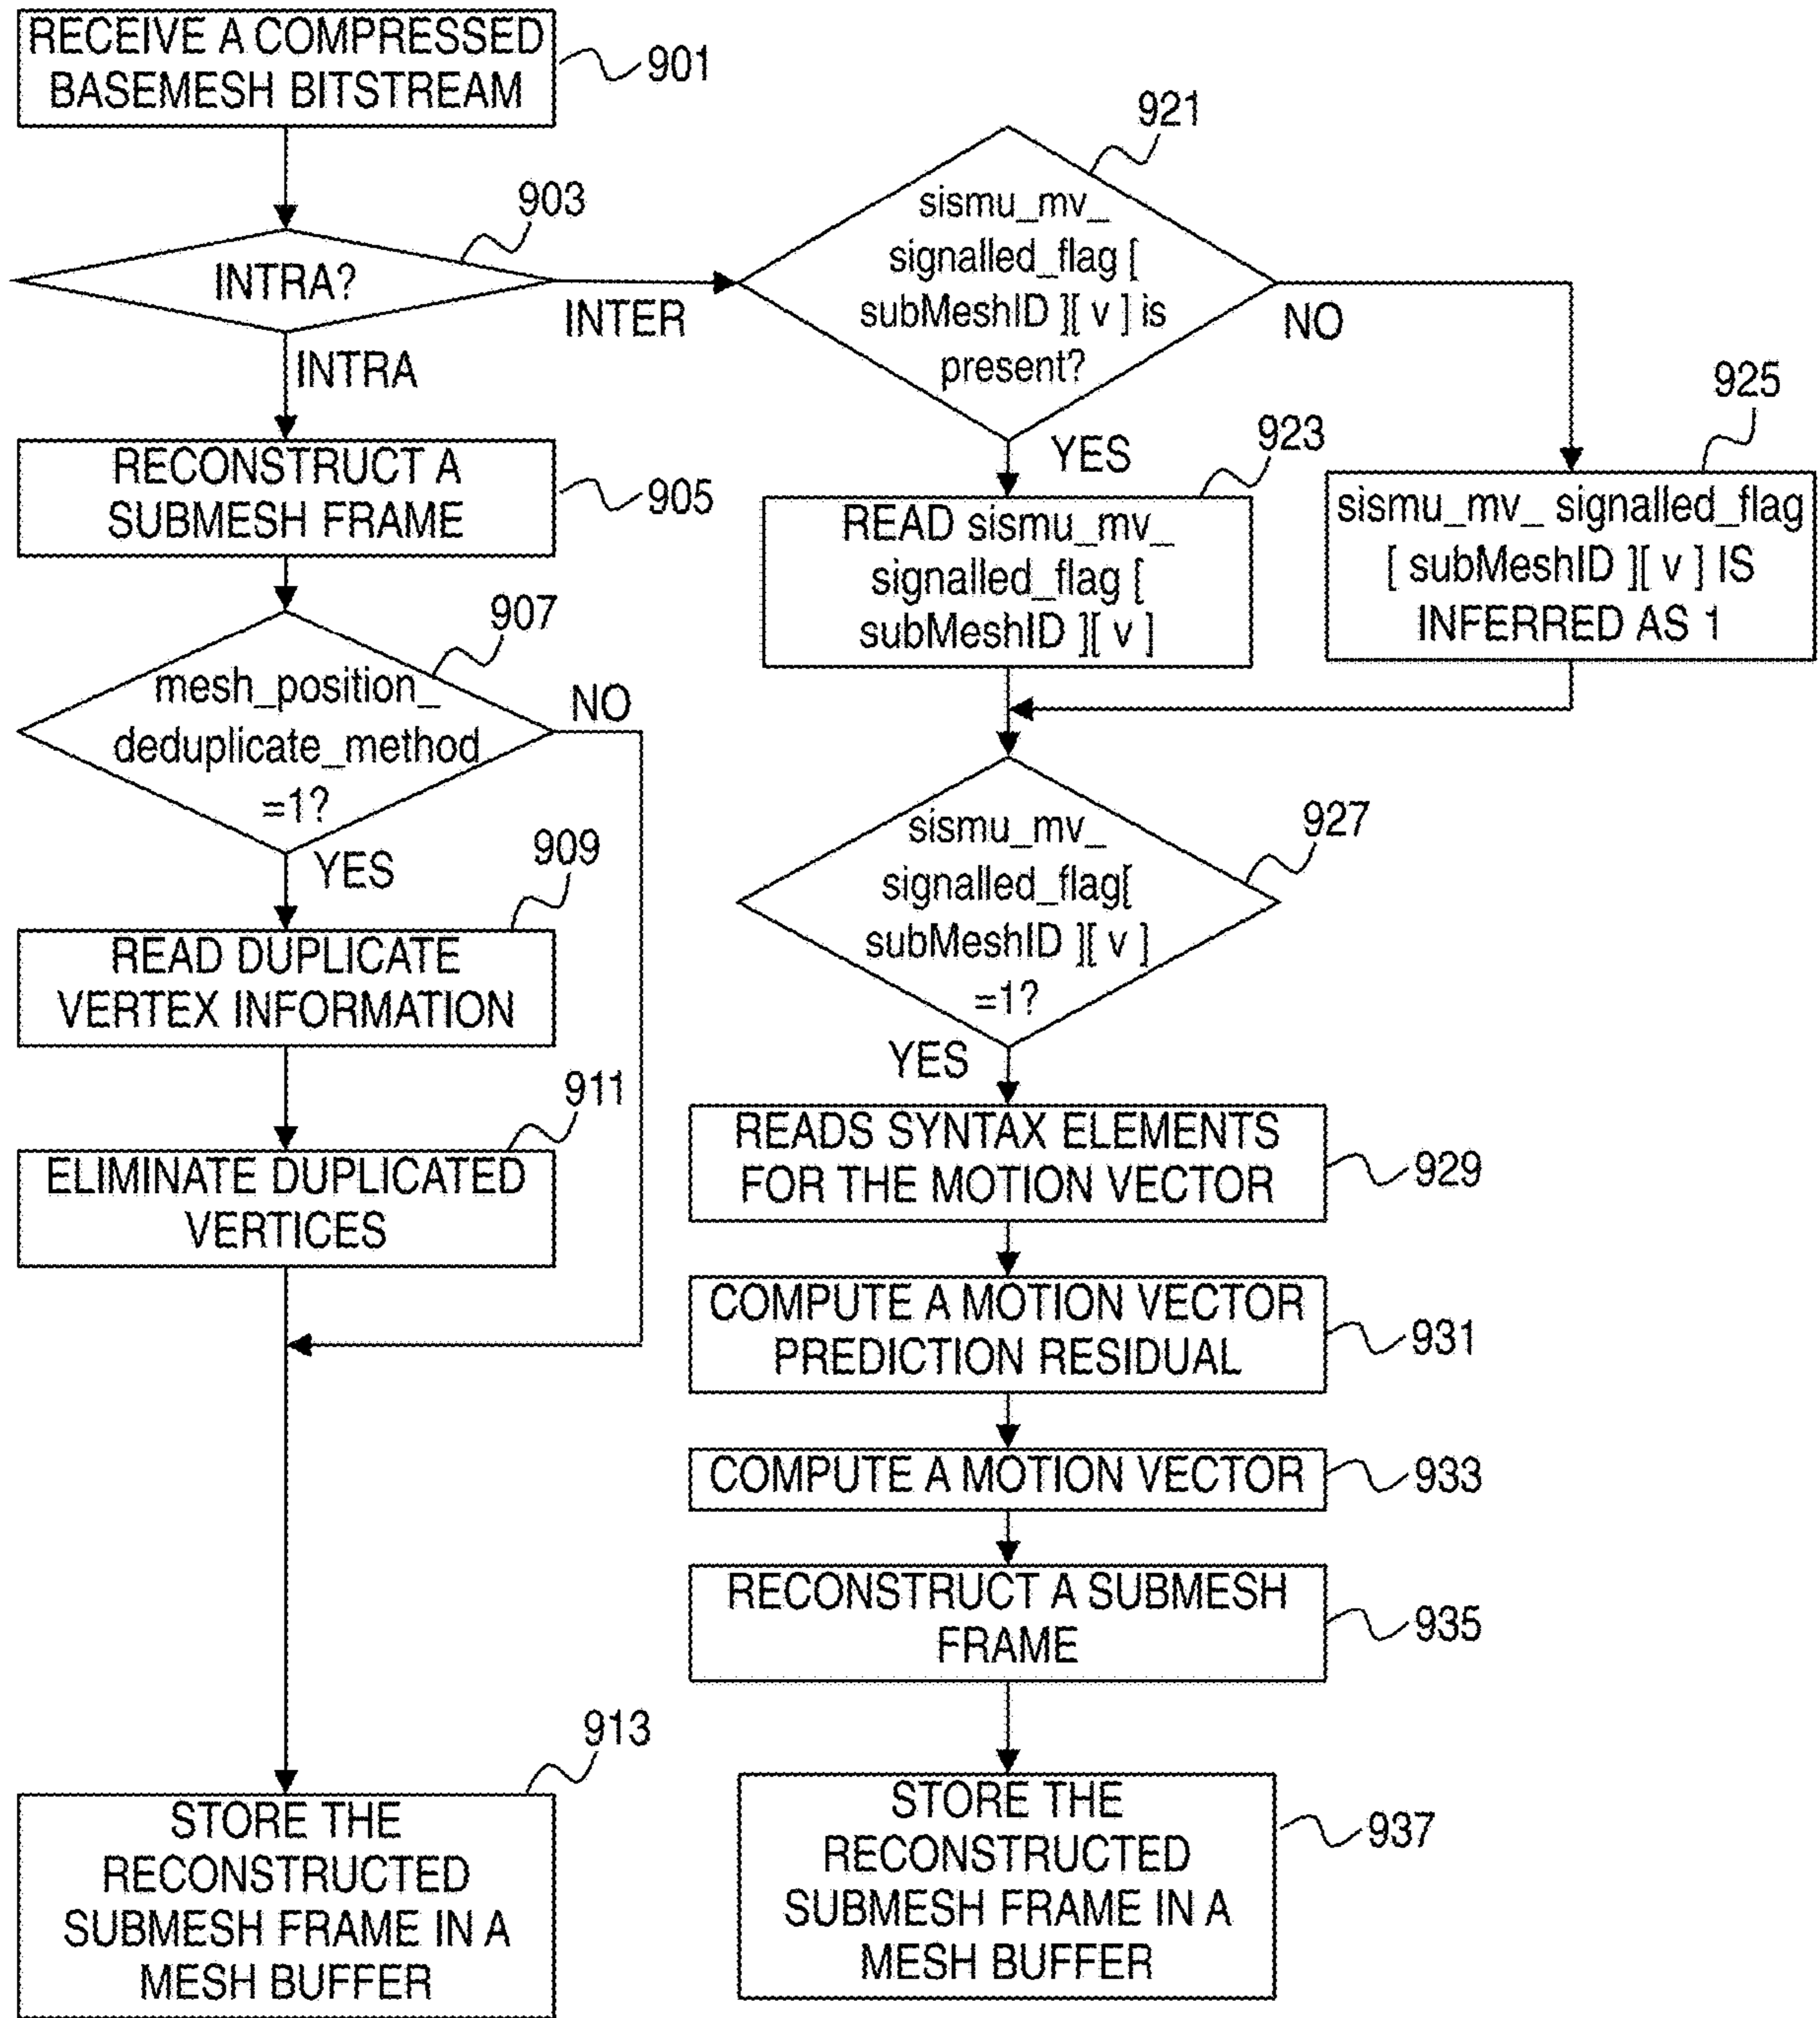 RECEIVE A COMPRESSED
BASEMESH BITSTREAM
901
903
INTRA?
INTER
INTRA
RECONSTRUCT A
SUBMESH FRAME
905
907
mesh_position_
deduplicate_method
=1?
NO
YES
909
READ DUPLICATE
VERTEX INFORMATION
911
ELIMINATE DUPLICATED
VERTICES
913
STORE THE
RECONSTRUCTED
SUBMESH FRAME IN A
MESH BUFFER
921
sismu_mv_
signalled_flag [
subMeshID ][ v ] is
present?
NO
YES
923
READ sismu_mv_
signalled_flag [
subMeshID ][ v ]
925
sismu_mv_ signalled_flag
[ subMeshID ][ v ] IS
INFERRED AS 1
927
sismu_mv_
signalled_flag[
subMeshID ][ v ]
=1?
YES
READS SYNTAX ELEMENTS
FOR THE MOTION VECTOR
929
COMPUTE A MOTION VECTOR
PREDICTION RESIDUAL
931
COMPUTE A MOTION VECTOR
933
RECONSTRUCT A SUBMESH
FRAME
935
STORE THE
RECONSTRUCTED
SUBMESH FRAME IN A
MESH BUFFER
937